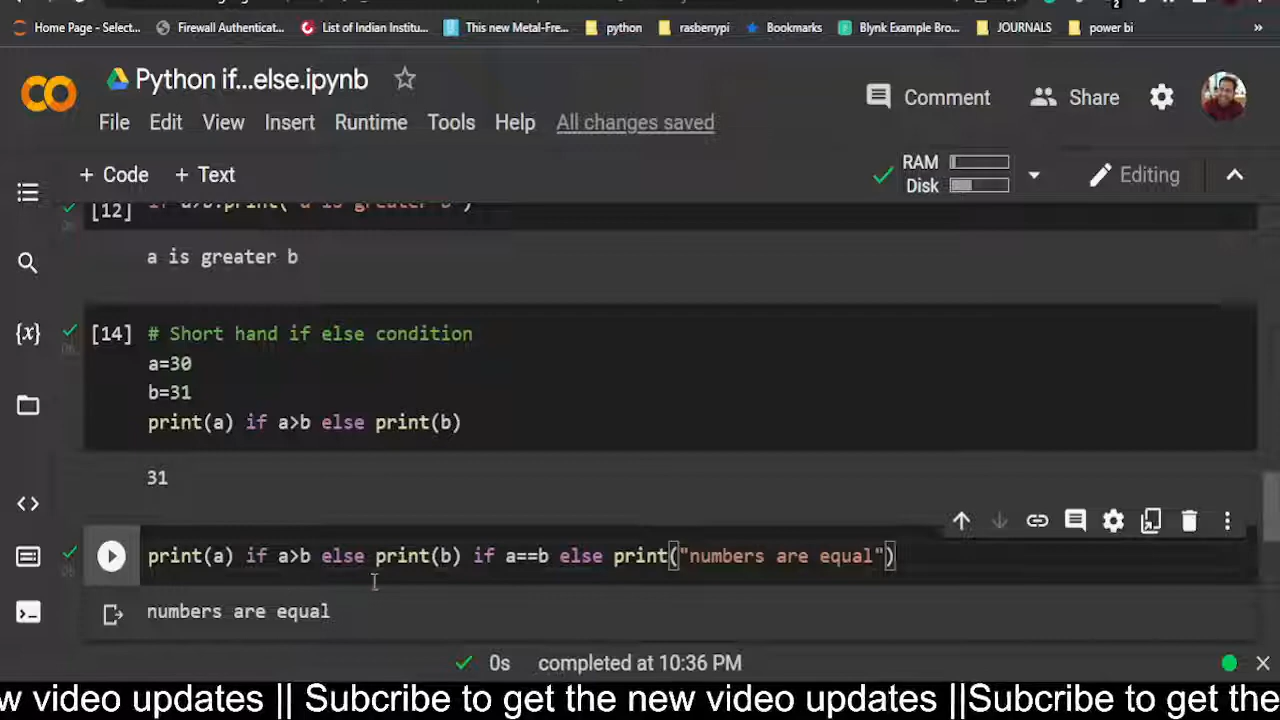 Home Page - Select... Firewall Authenticat... List of Indian Institu... This new Metal-Fre... python rasberrypi Bookmarks Blynk Example Bro... JOURNALS power bi »
Python if...else.ipynb
Comment Share
File Edit View Insert Runtime Tools Help All changes saved
+ Code + Text
RAM
Disk
Editing
[12] if a>b:print("a is greater b")
a is greater b
[14] # Short hand if else condition
a=30
b=31
print(a) if a>b else print(b)
31
print(a) if a>b else print(b) if a==b else print("numbers are equal")
numbers are equal
0s completed at 10:36 PM
w video updates || Subcribe to get the new video updates ||Subcribe to get the